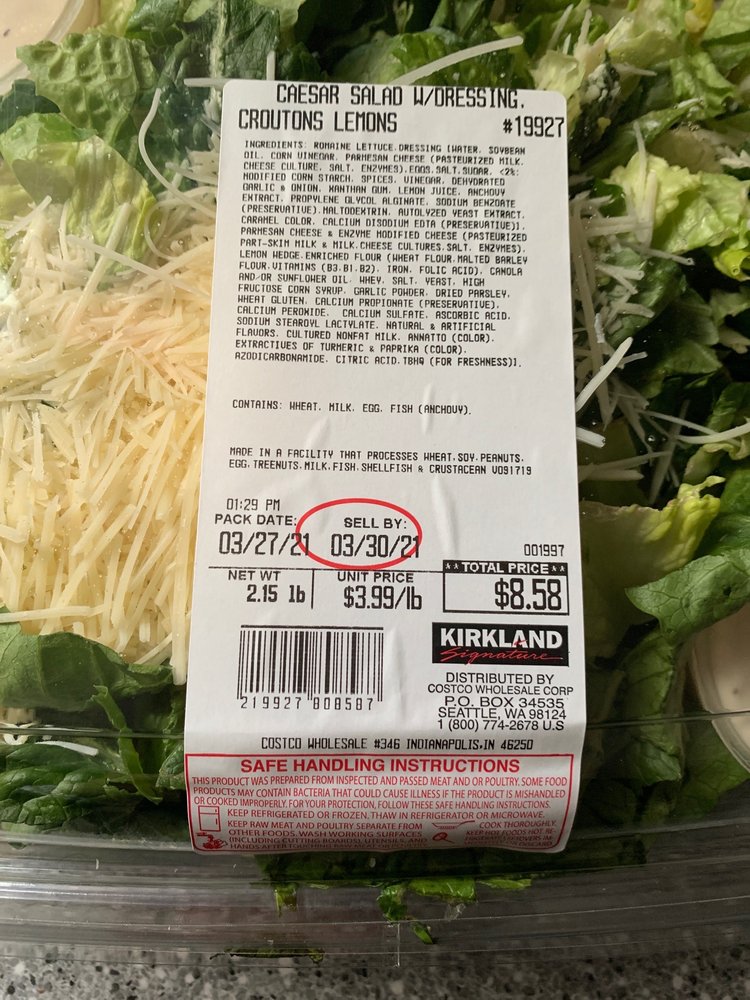 CAESAR SALAD W/DRESSING,
CROUTONS LEMONS #19927
INGREDIENTS: ROMAINE LETTUCE,DRESSING [WATER, SOYBEAN
OIL, CORN VINEGAR, PARMESAN CHEESE (PASTEURIZED MILK,
CHEESE CULTURE, SALT, ENZYMES),EGGS,SALT,SUGAR, <2%:
MODIFIED CORN STARCH, SPICES, VINEGAR, DEHYDRATED
GARLIC & ONION, XANTHAN GUM, LEMON JUICE, ANCHOVY
EXTRACT, PROPYLENE GLYCOL ALGINATE, SODIUM BENZOATE
(PRESERVATIVE),MALTODEXTRIN, AUTOLYZED YEAST EXTRACT,
CARAMEL COLOR, CALCIUM DISODIUM EDTA (PRESERVATIVE)],
PARMESAN CHEESE & ENZYME MODIFIED CHEESE (PASTEURIZED
PART-SKIM MILK & MILK,CHEESE CULTURES,SALT, ENZYMES),
LEMON WEDGE,ENRICHED FLOUR (WHEAT FLOUR,MALTED BARLEY
FLOUR,VITAMINS (B3,B1,B2), IRON, FOLIC ACID), CANOLA
AND/OR SUNFLOWER OIL, WHEY, SALT, YEAST, HIGH
FRUCTOSE CORN SYRUP, GARLIC POWDER, DRIED PARSLEY,
WHEAT GLUTEN, CALCIUM PROPIONATE (PRESERVATIVE),
CALCIUM PEROXIDE, CALCIUM SULFATE, ASCORBIC ACID,
SODIUM STEAROYL LACTYLATE, NATURAL & ARTIFICIAL
FLAVORS, CULTURED NONFAT MILK, ANNATTO (COLOR),
EXTRACTIVES OF TURMERIC & PAPRIKA (COLOR),
AZODICARBONAMIDE, CITRIC ACID,TBHQ (FOR FRESHNESS)],
CONTAINS: WHEAT, MILK, EGG, FISH (ANCHOVY).
MADE IN A FACILITY THAT PROCESSES WHEAT,SOY,PEANUTS,
EGG,TREENUTS,MILK,FISH,SHELLFISH & CRUSTACEAN V091719
01:29 PM
PACK DATE: SELL BY:
03/27/21 03/30/21 001997
NET WT UNIT PRICE **TOTAL PRICE**
2.15 lb $3.99/lb $8.58
KIRKLAND
Signature
219927 808587
DISTRIBUTED BY
COSTCO WHOLESALE CORP
P.O. BOX 34535
SEATTLE, WA 98124
1 (800) 774-2678 U.S
COSTCO WHOLESALE #346 INDIANAPOLIS,IN 46250
SAFE HANDLING INSTRUCTIONS
THIS PRODUCT WAS PREPARED FROM INSPECTED AND PASSED MEAT AND OR POULTRY. SOME FOOD
PRODUCTS MAY CONTAIN BACTERIA THAT COULD CAUSE ILLNESS IF THE PRODUCT IS MISHANDLED
OR COOKED IMPROPERLY. FOR YOUR PROTECTION, FOLLOW THESE SAFE HANDLING INSTRUCTIONS.
KEEP REFRIGERATED OR FROZEN. THAW IN REFRIGERATOR OR MICROWAVE.
KEEP RAW MEAT AND POULTRY SEPARATE FROM COOK THOROUGHLY.
OTHER FOODS. WASH WORKING SURFACES KEEP HOT FOODS HOT. RE-
(INCLUDING CUTTING BOARDS), UTENSILS, AND
HANDS AFTER